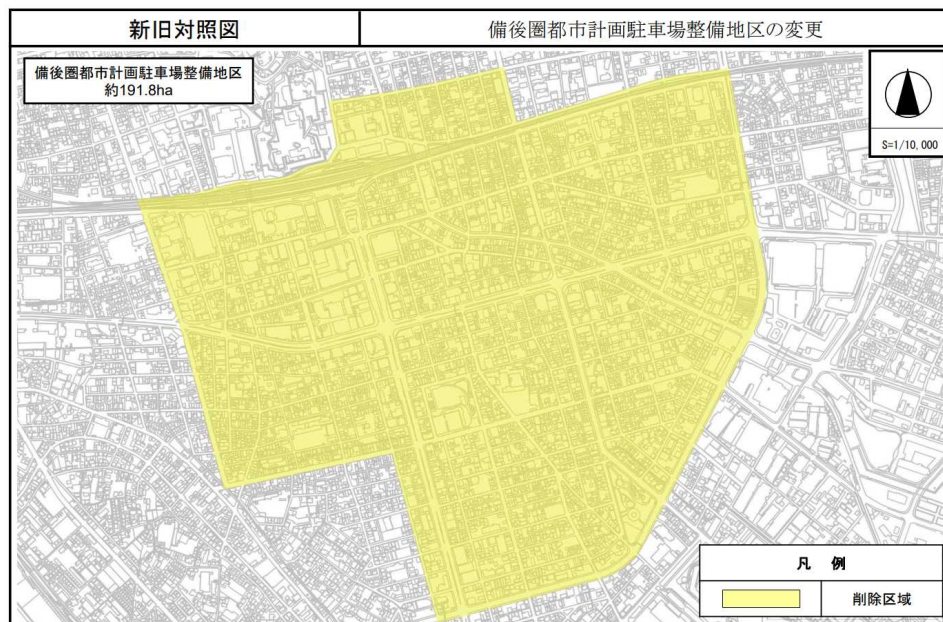 新旧対照図
備後圏都市計画駐車場整備地区の変更
備後圏都市計画駐車場整備地区
約191.8ha
S=1/10,000
凡 例
削除区域